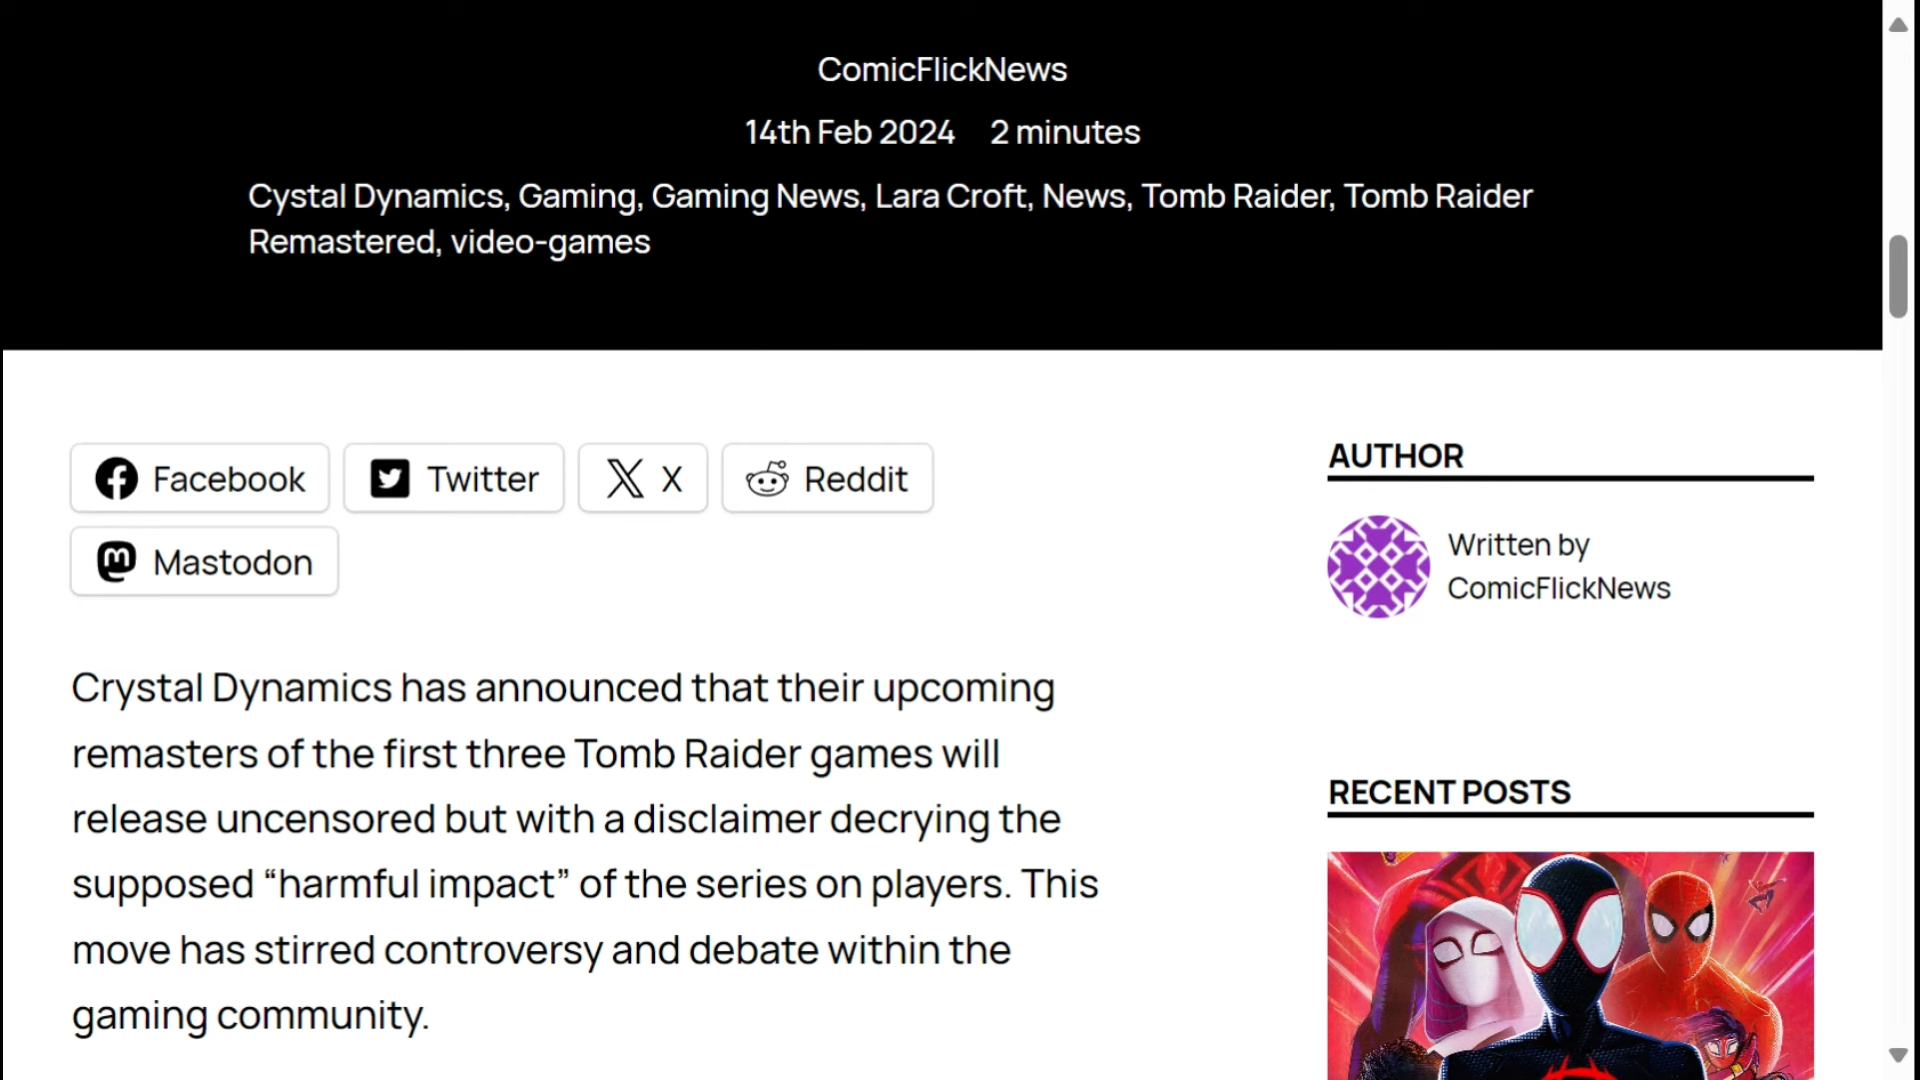 ComicFlickNews
14th Feb 2024 2 minutes
Cystal Dynamics, Gaming, Gaming News, Lara Croft, News, Tomb Raider, Tomb Raider
Remastered, video-games
Facebook Twitter X Reddit
Mastodon
Crystal Dynamics has announced that their upcoming
remasters of the first three Tomb Raider games will
release uncensored but with a disclaimer decrying the
supposed “harmful impact” of the series on players. This
move has stirred controversy and debate within the
gaming community.
AUTHOR
Written by
ComicFlickNews
RECENT POSTS